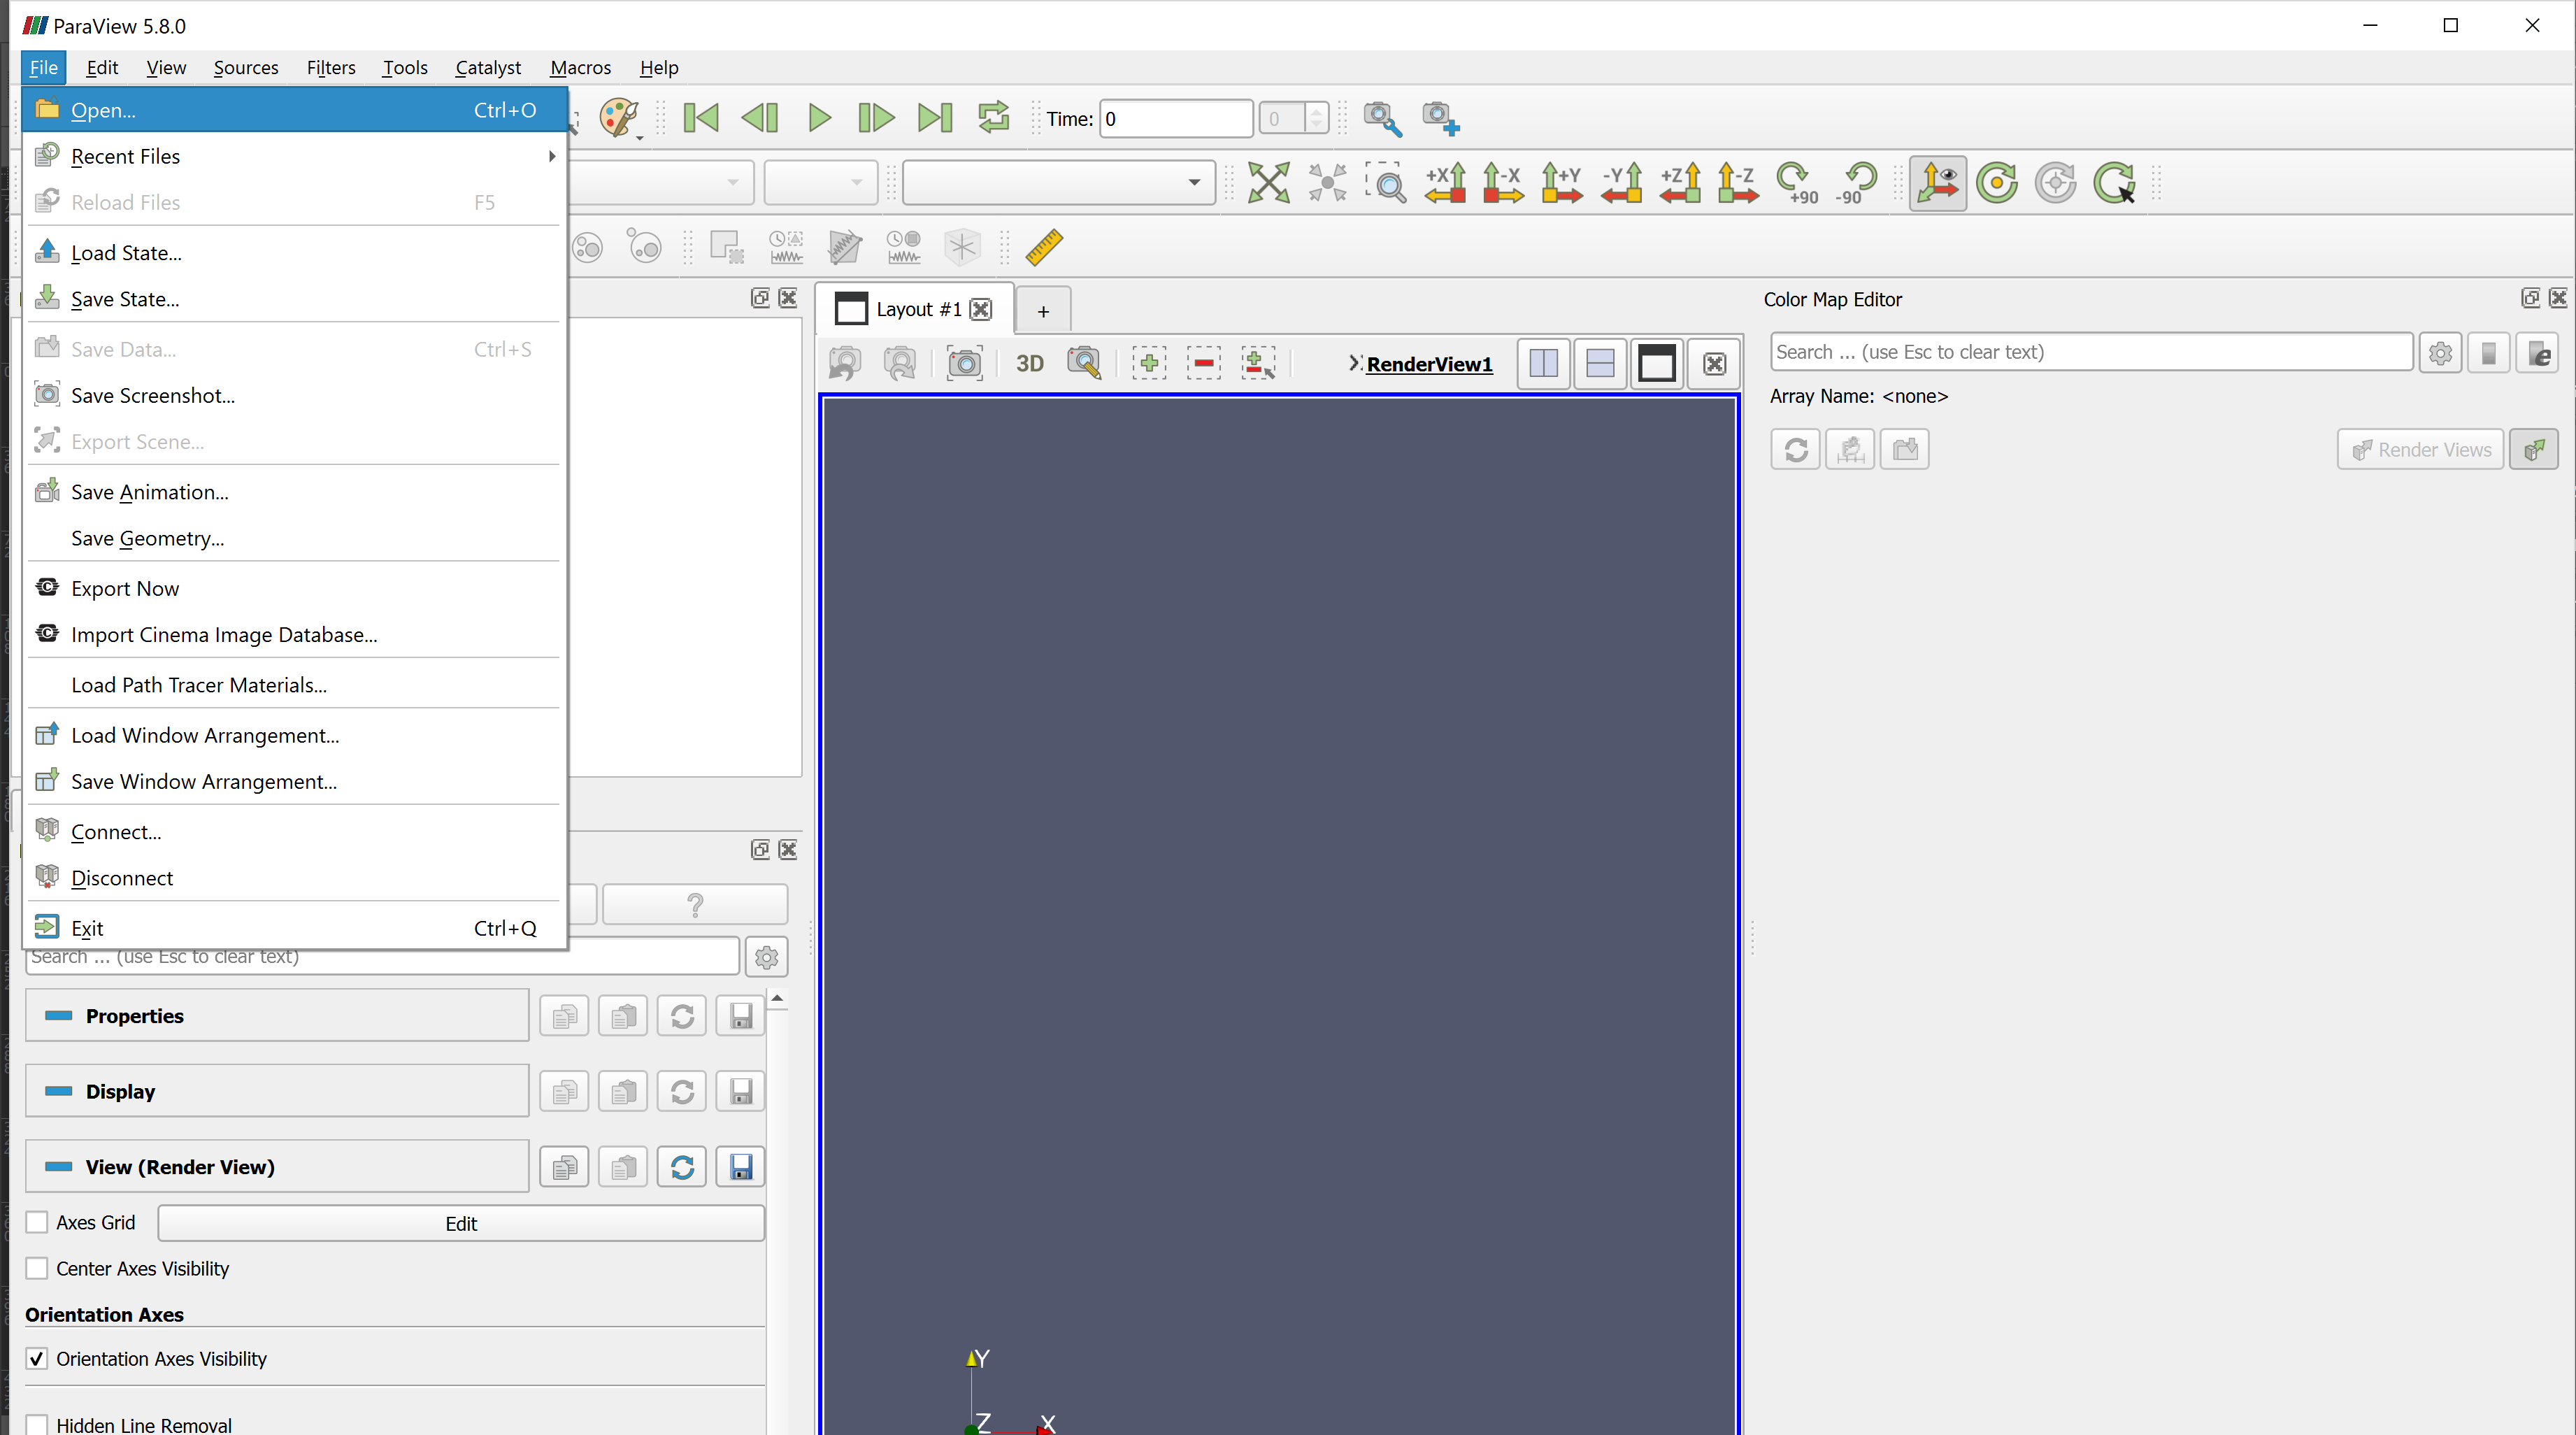 ParaView 5.8.0
File Edit View Sources Filters Tools Catalyst Macros Help
Open... Ctrl+O
Time: 0 0
Recent Files
Reload Files F5
+X -X +Y -Y +Z -Z +90 -90
Load State...
Save State...
Layout #1 +
Color Map Editor
Save Data... Ctrl+S
3D RenderView1
Search ... (use Esc to clear text)
e
Save Screenshot...
Array Name: <none>
Export Scene...
Render Views
Save Animation...
Save Geometry...
Export Now
Import Cinema Image Database...
Load Path Tracer Materials...
Load Window Arrangement...
Save Window Arrangement...
Connect...
Disconnect
?
Exit Ctrl+Q
Search ... (use Esc to clear text)
Properties
Display
View (Render View)
Axes Grid Edit
Center Axes Visibility
Orientation Axes
Orientation Axes Visibility
Y
Z X
Hidden Line Removal